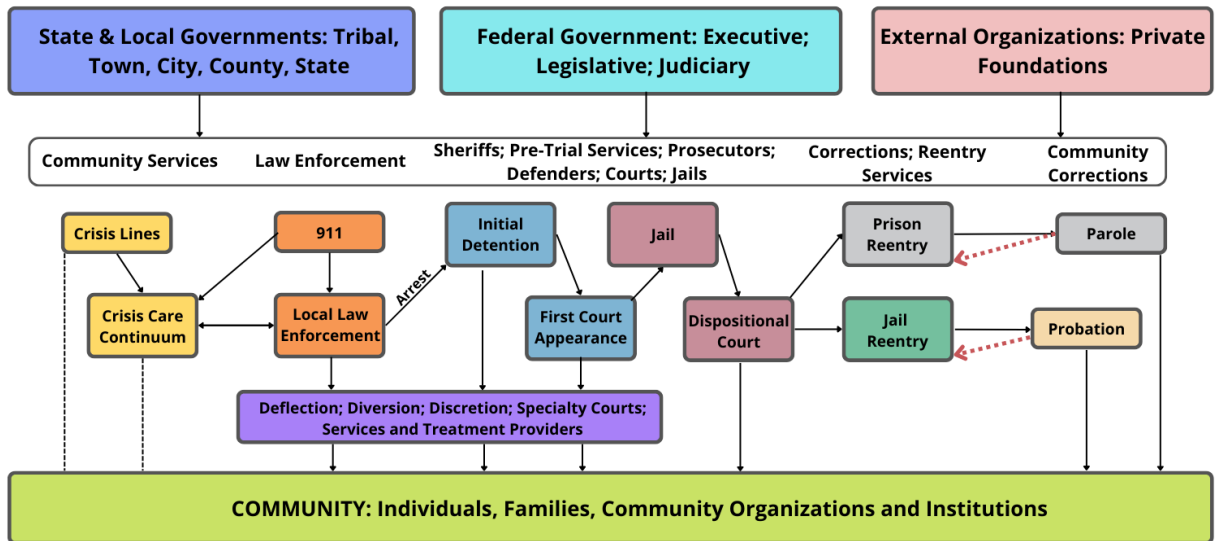 State & Local Governments: Tribal,
Town, City, County, State
Federal Government: Executive;
Legislative; Judiciary
External Organizations: Private
Foundations
Community Services
Law Enforcement
Sheriffs; Pre-Trial Services; Prosecutors;
Defenders; Courts; Jails
Corrections; Reentry
Services
Community
Corrections
Crisis Lines
911
Initial
Detention
Jail
Prison
Reentry
Parole
Arrest
Crisis Care
Continuum
Local Law
Enforcement
First Court
Appearance
Dispositional
Court
Jail
Reentry
Probation
Deflection; Diversion; Discretion; Specialty Courts;
Services and Treatment Providers
COMMUNITY: Individuals, Families, Community Organizations and Institutions